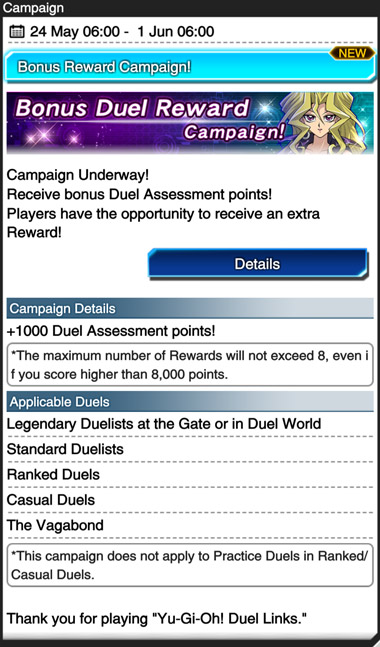 Campaign
24 May 06:00 - 1 Jun 06:00
NEW
Bonus Reward Campaign!
Bonus Duel Reward
Campaign!
Campaign Underway!
Receive bonus Duel Assessment points!
Players have the opportunity to receive an extra
Reward!
Details
Campaign Details
+1000 Duel Assessment points!
*The maximum number of Rewards will not exceed 8, even i
f you score higher than 8,000 points.
Applicable Duels
Legendary Duelists at the Gate or in Duel World
Standard Duelists
Ranked Duels
Casual Duels
The Vagabond
*This campaign does not apply to Practice Duels in Ranked/
Casual Duels.
Thank you for playing "Yu-Gi-Oh! Duel Links."